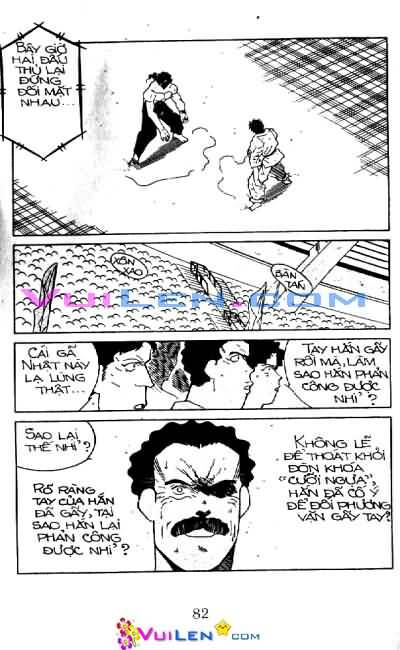 BÂY GIỜ
HAI ĐẤU
THỦ LẠI
ĐỨNG
ĐỐI MẶT
NHAU...
XÔN
XAO
BÀN
TÁN
VUILEN.COM
CÁI GÃ
NHẬT NÀY
LẠ LÙNG
THẬT...
TAY HẮN GÃY
RỒI MÀ, LÀM
SAO HẮN PHẢN
CÔNG ĐƯỢC
NHỈ?
SAO LẠI
THẾ NHỈ?
RÕ RÀNG
TAY CỦA HẮN
ĐÃ GÃY, TẠI
SAO HẮN LẠI
PHẢN CÔNG
ĐƯỢC NHỈ?
KHÔNG LẼ
ĐỂ THOÁT KHỎI
ĐÒN KHÓA
"CƯỠI NGỰA",
HẮN ĐÃ CỐ Ý
ĐỂ ĐỐI PHƯƠNG
VẶN GÃY TAY?
82
VUILEN.COM